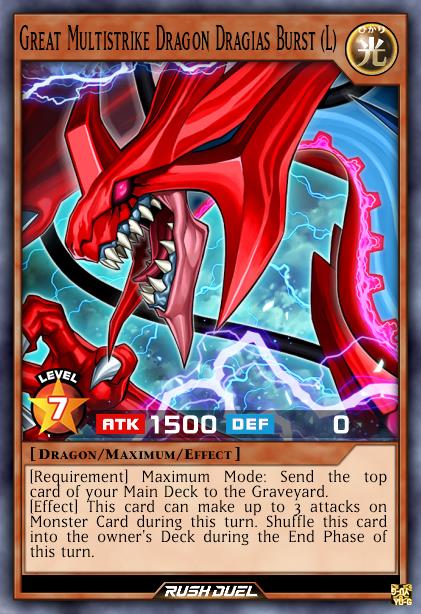 Great Multistrike Dragon Dragias Burst (L)
ひかり
光
LEVEL
7
ATK 1500 DEF 0
[ Dragon/Maximum/Effect ]
[Requirement] Maximum Mode: Send the top
card of your Main Deck to the Graveyard.
[Effect] This card can make up to 3 attacks on
Monster Card during this turn. Shuffle this card
into the owner's Deck during the End Phase of
this turn.
RUSH DUEL